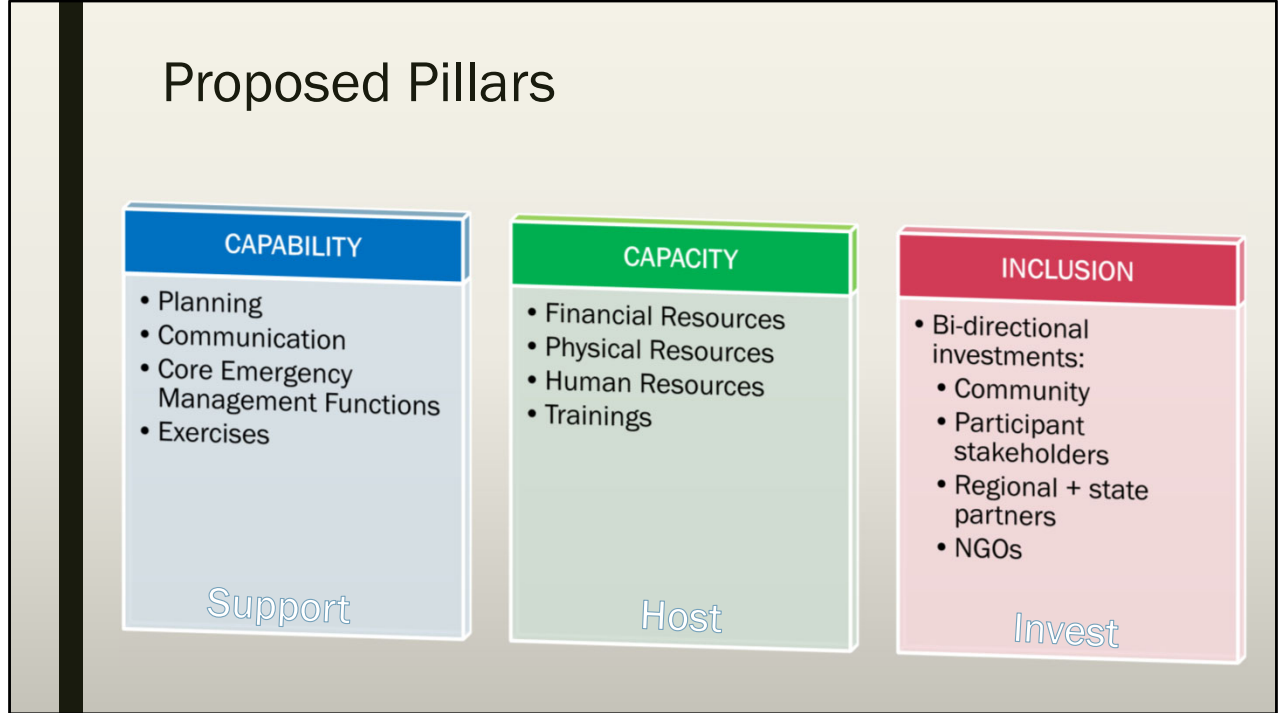 Proposed Pillars
CAPABILITY
• Planning
• Communication
• Core Emergency
Management Functions
• Exercises
Support
CAPACITY
• Financial Resources
• Physical Resources
• Human Resources
• Trainings
Host
INCLUSION
• Bi-directional
investments:
• Community
• Participant
stakeholders
• Regional + state
partners
• NGOs
Invest